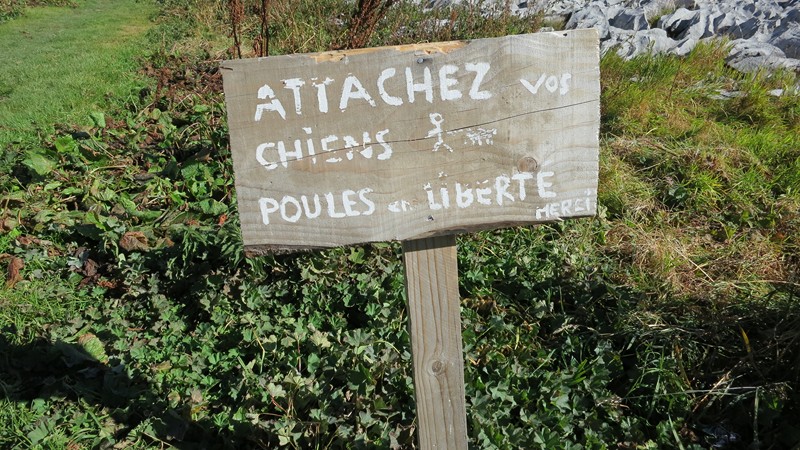 ATTACHEZ vos
CHiENS
POULES en LiBERTE
MERCi